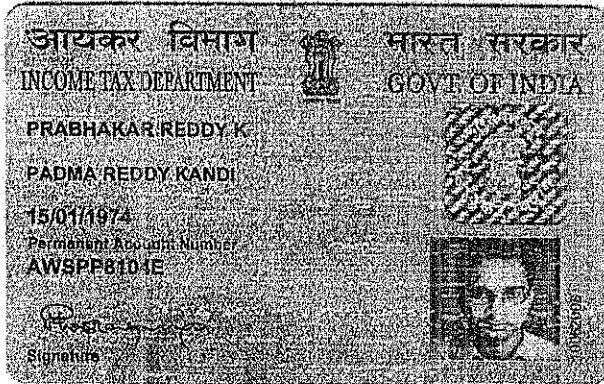 आयकर विभाग
भारत सरकार
INCOME TAX DEPARTMENT
GOVT. OF INDIA
PRABHAKAR REDDY K
PADMA REDDY KANDI
15/01/1974
Permanent Account Number
AWSPP8104E
Signature